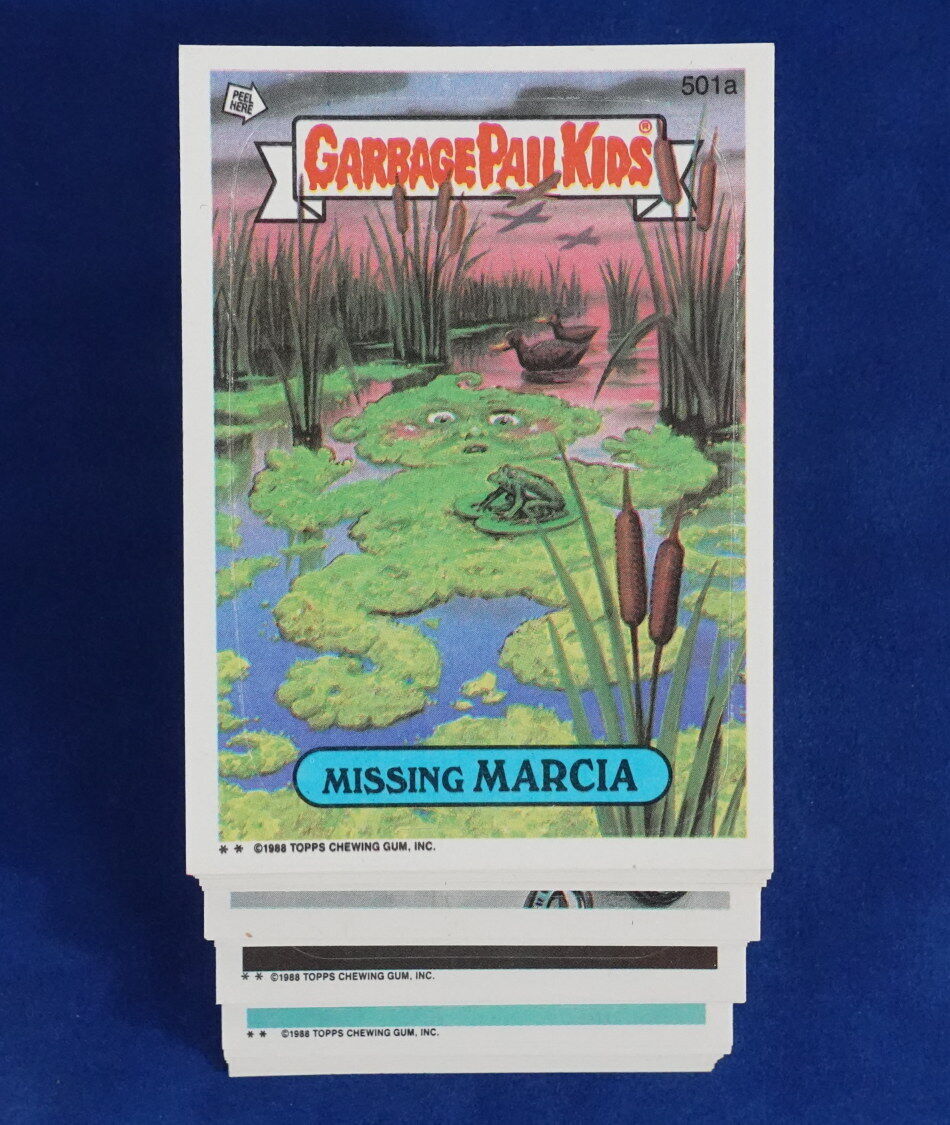 PEEL
HERE
501a
GARBAGE PAIL KIDS®
MISSING MARCIA
* * ©1988 TOPPS CHEWING GUM, INC.
* * ©1988 TOPPS CHEWING GUM, INC.
* * ©1988 TOPPS CHEWING GUM, INC.